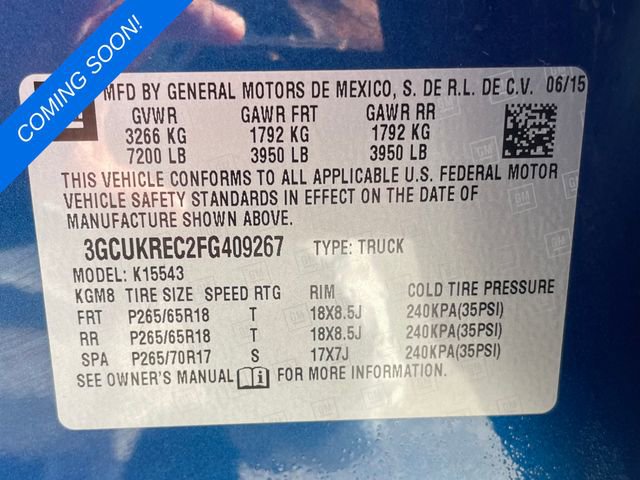 COMING SOON!
GM
MFD BY GENERAL MOTORS DE MEXICO, S. DE R.L. DE C.V. 06/15
GVWR GAWR FRT GAWR RR
3266 KG 1792 KG 1792 KG
7200 LB 3950 LB 3950 LB
THIS VEHICLE CONFORMS TO ALL APPLICABLE U.S. FEDERAL MOTOR
VEHICLE SAFETY STANDARDS IN EFFECT ON THE DATE OF
MANUFACTURE SHOWN ABOVE.
3GCUKREC2FG409267 TYPE: TRUCK
MODEL: K15543
KGM8 TIRE SIZE SPEED RTG RIM COLD TIRE PRESSURE
FRT P265/65R18 T 18X8.5J 240KPA(35PSI)
RR P265/65R18 T 18X8.5J 240KPA(35PSI)
SPA P265/70R17 S 17X7J 240KPA(35PSI)
SEE OWNER'S MANUAL FOR MORE INFORMATION.